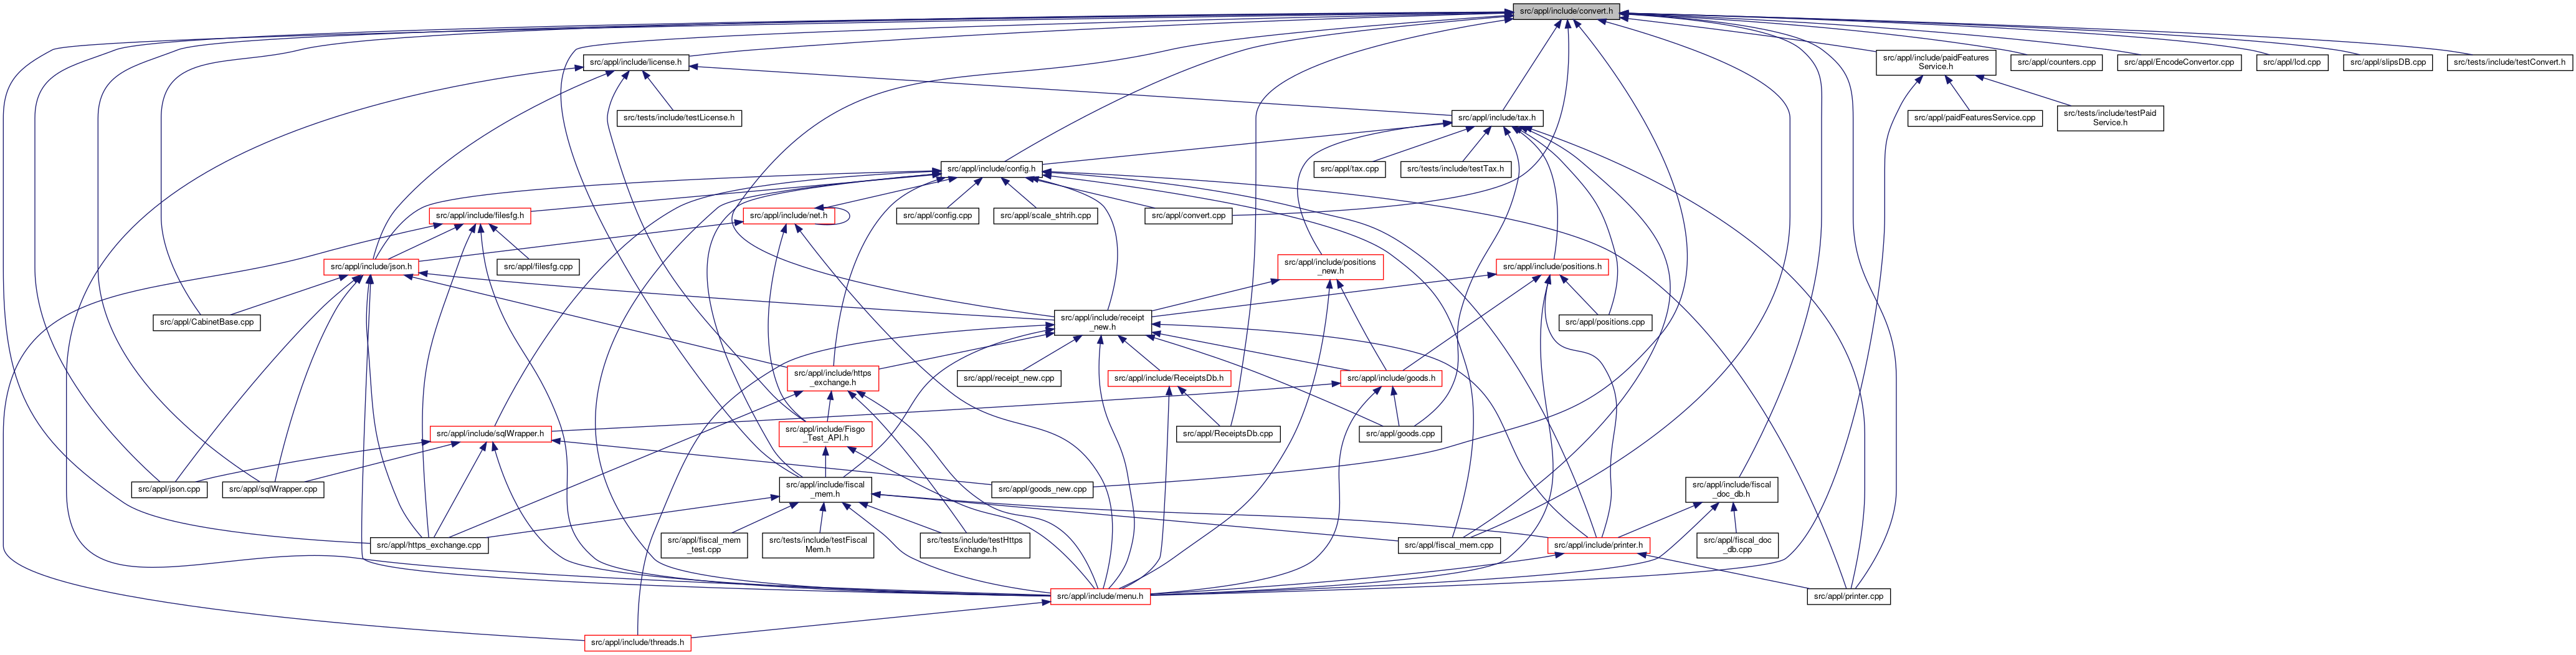 src/appl/include/convert.h
src/appl/include/license.h
src/appl/include/paidFeatures
Service.h
src/appl/counters.cpp
src/appl/EncodeConvertor.cpp
src/appl/lcd.cpp
src/appl/slipsDB.cpp
src/tests/include/testConvert.h
src/tests/include/testLicense.h
src/appl/include/tax.h
src/appl/paidFeaturesService.cpp
src/tests/include/testPaid
Service.h
src/appl/include/config.h
src/appl/tax.cpp
src/tests/include/testTax.h
src/appl/include/filesfg.h
src/appl/include/net.h
src/appl/config.cpp
src/appl/scale_shtrih.cpp
src/appl/convert.cpp
src/appl/include/json.h
src/appl/filesfg.cpp
src/appl/include/positions
_new.h
src/appl/include/positions.h
src/appl/CabinetBase.cpp
src/appl/include/receipt
_new.h
src/appl/positions.cpp
src/appl/include/https
_exchange.h
src/appl/receipt_new.cpp
src/appl/include/ReceiptsDb.h
src/appl/include/goods.h
src/appl/include/sqlWrapper.h
src/appl/include/Fisgo
_Test_API.h
src/appl/ReceiptsDb.cpp
src/appl/goods.cpp
src/appl/json.cpp
src/appl/sqlWrapper.cpp
src/appl/include/fiscal
_mem.h
src/appl/goods_new.cpp
src/appl/include/fiscal
_doc_db.h
src/appl/https_exchange.cpp
src/appl/fiscal_mem
_test.cpp
src/tests/include/testFiscal
Mem.h
src/tests/include/testHttps
Exchange.h
src/appl/fiscal_mem.cpp
src/appl/include/printer.h
src/appl/fiscal_doc
_db.cpp
src/appl/include/menu.h
src/appl/printer.cpp
src/appl/include/threads.h